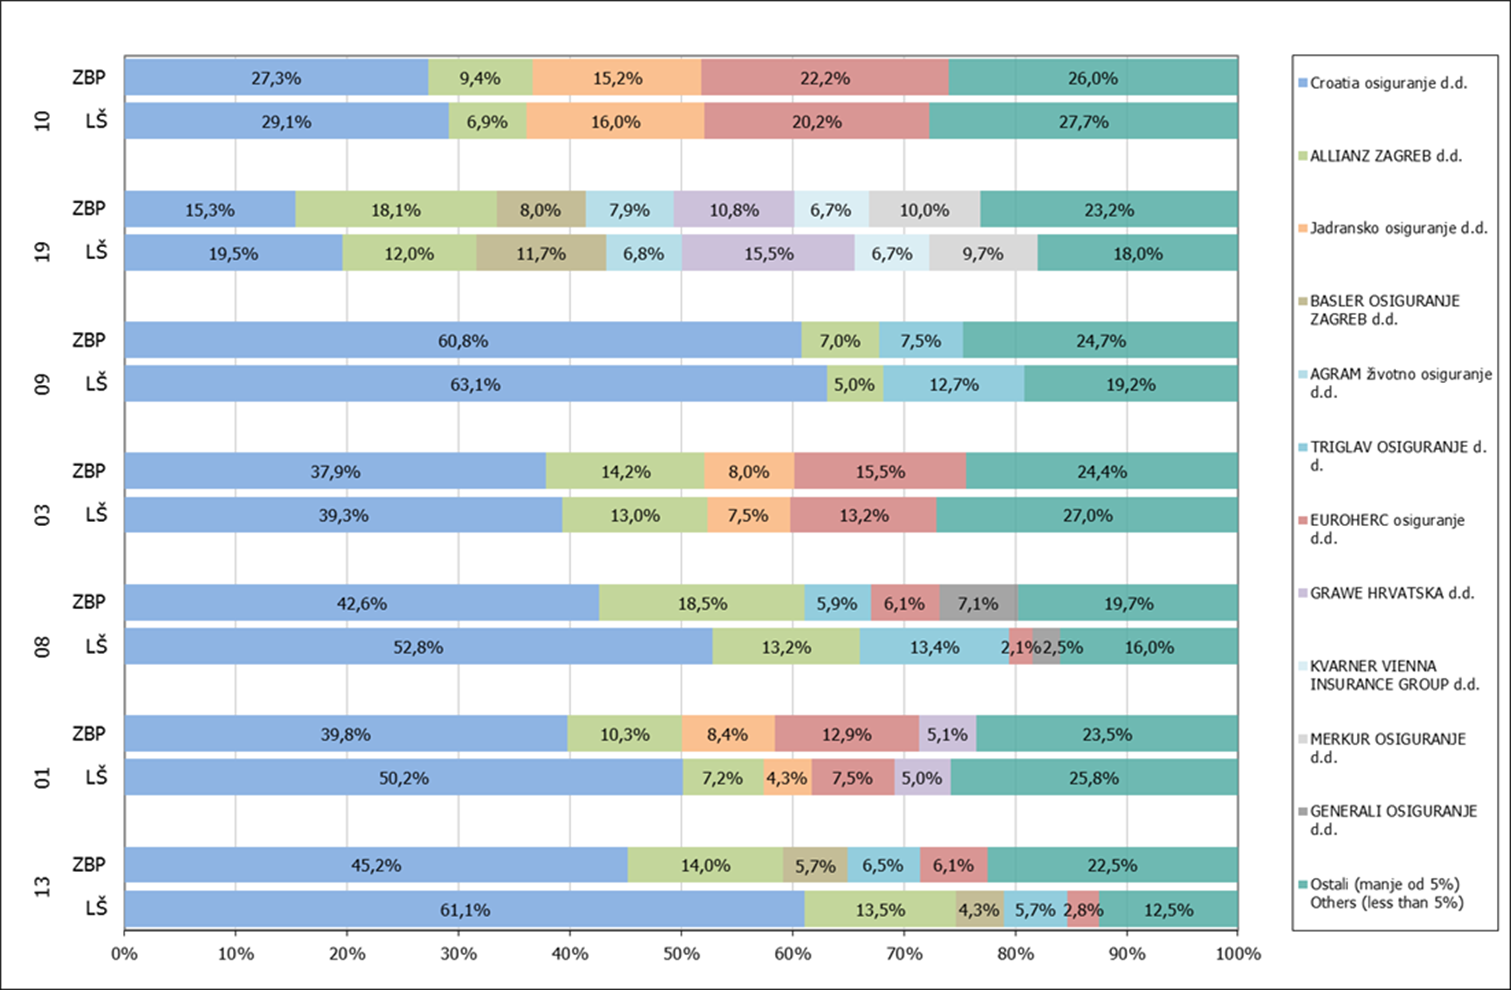 ZBP
27,3%
9,4%
15,2%
22,2%
26,0%
10
LŠ
29,1%
6,9%
16,0%
20,2%
27,7%
ZBP
15,3%
18,1%
8,0%
7,9%
10,8%
6,7%
10,0%
23,2%
19
LŠ
19,5%
12,0%
11,7%
6,8%
15,5%
6,7%
9,7%
18,0%
ZBP
60,8%
7,0%
7,5%
24,7%
09
LŠ
63,1%
5,0%
12,7%
19,2%
ZBP
37,9%
14,2%
8,0%
15,5%
24,4%
03
LŠ
39,3%
13,0%
7,5%
13,2%
27,0%
ZBP
42,6%
18,5%
5,9%
6,1%
7,1%
19,7%
08
LŠ
52,8%
13,2%
13,4%
2,1%
2,5%
16,0%
ZBP
39,8%
10,3%
8,4%
12,9%
5,1%
23,5%
01
LŠ
50,2%
7,2%
4,3%
7,5%
5,0%
25,8%
ZBP
45,2%
14,0%
5,7%
6,5%
6,1%
22,5%
13
LŠ
61,1%
13,5%
4,3%
5,7%
2,8%
12,5%
0%
10%
20%
30%
40%
50%
60%
70%
80%
90%
100%
Croatia osiguranje d.d.
ALLIANZ ZAGREB d.d.
Jadransko osiguranje d.d.
BASLER OSIGURANJE
ZAGREB d.d.
AGRAM životno osiguranje
d.d.
TRIGLAV OSIGURANJE d.
d.
EUROHERC osiguranje
d.d.
GRAWE HRVATSKA d.d.
KVARNER VIENNA
INSURANCE GROUP d.d.
MERKUR OSIGURANJE
d.d.
GENERALI OSIGURANJE
d.d.
Ostali (manje od 5%)
Others (less than 5%)